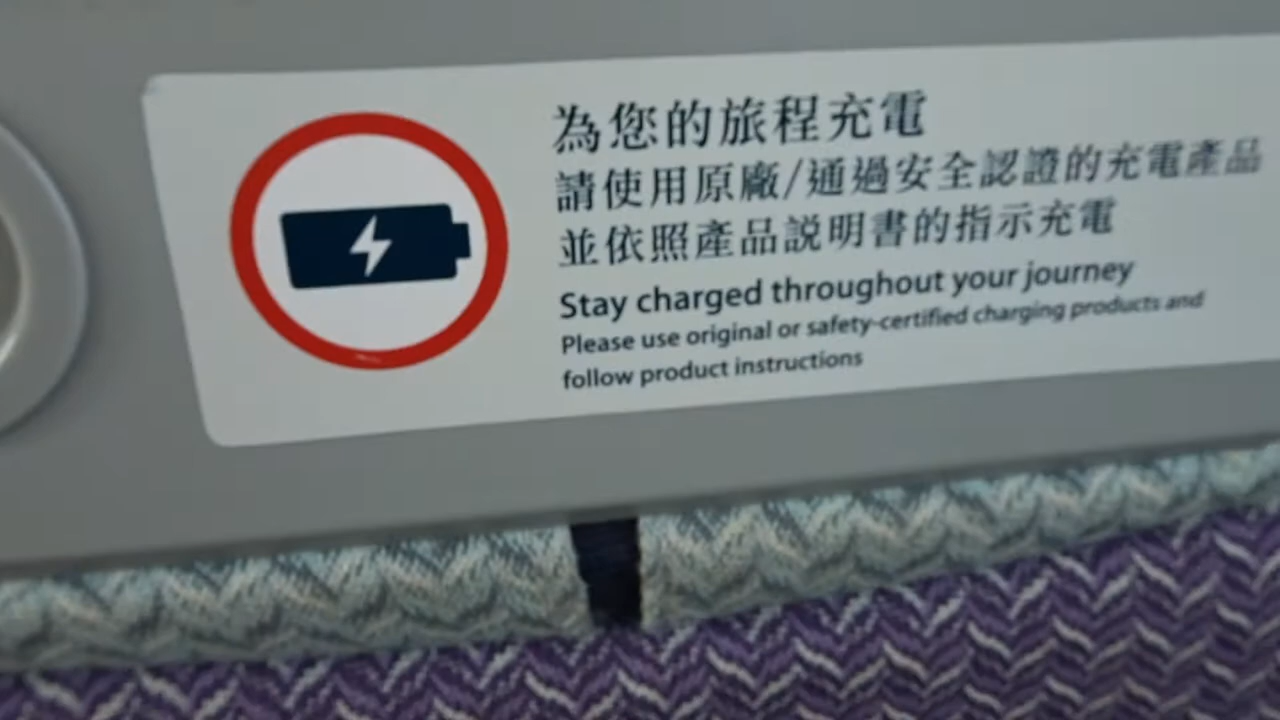 為您的旅程充電
請使用原廠/通過安全認證的充電產品
並依照產品説明書的指示充電
Stay charged throughout your journey
Please use original or safety-certified charging products and
follow product instructions